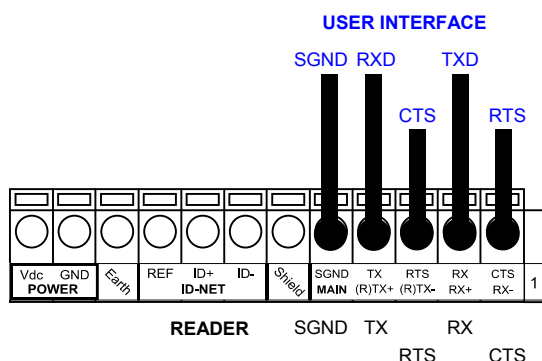 USER INTERFACE
SGND RXD TXD
CTS RTS
Vdc GND Earth REF ID+ ID- Shield SGND TX RTS RX CTS
POWER ID-NET MAIN (R)TX+ (R)TX- RX+ RX- 1
READER SGND TX RX
RTS CTS